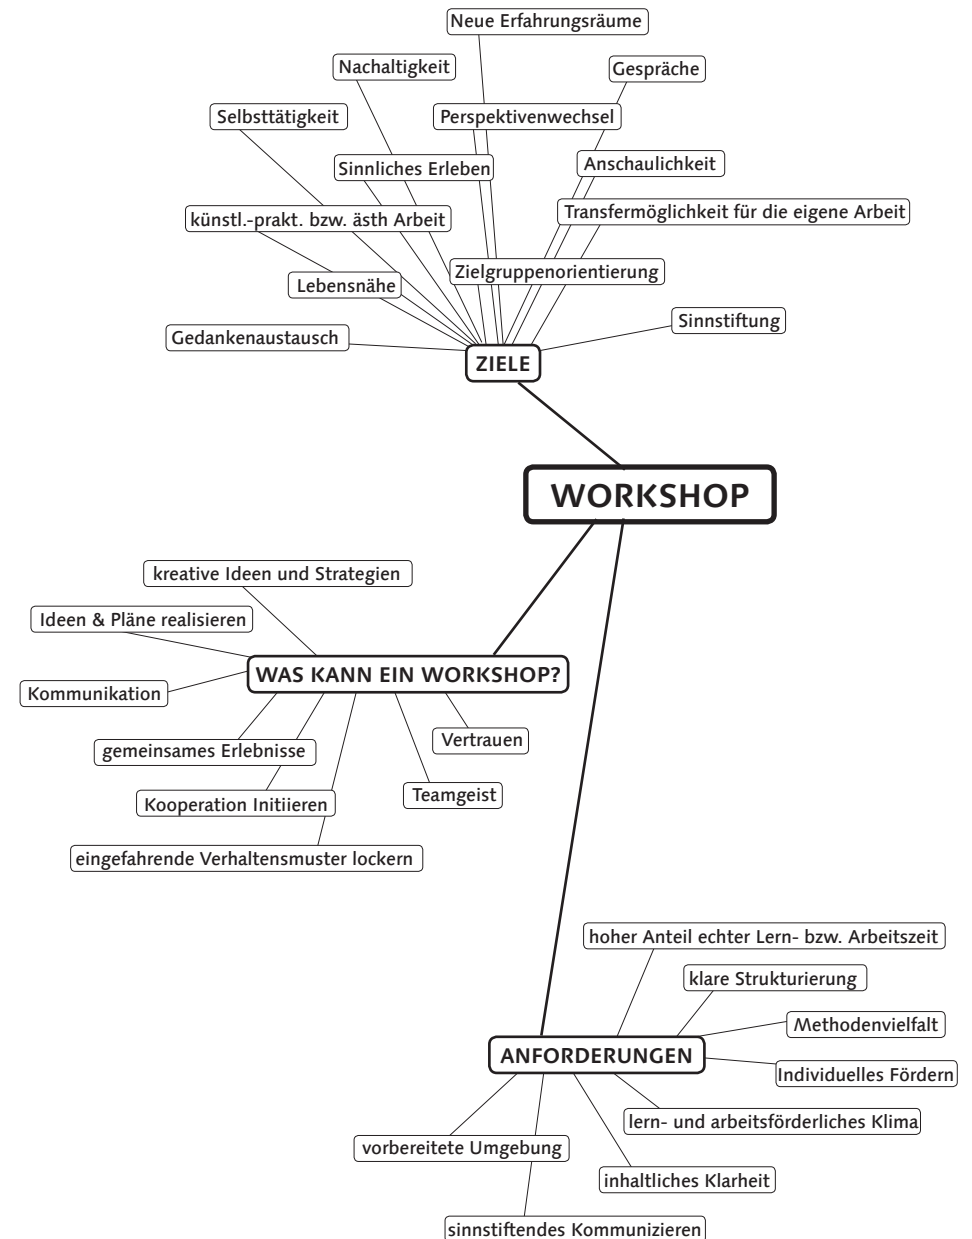 Neue Erfahrungsräume
Nachaltigkeit
Gespräche
Selbsttätigkeit
Perspektivenwechsel
Sinnliches Erleben
Anschaulichkeit
künstl.-prakt. bzw. ästh Arbeit
Transfermöglichkeit für die eigene Arbeit
Zielgruppenorientierung
Lebensnähe
Sinnstiftung
Gedankenaustausch
ZIELE
WORKSHOP
kreative Ideen und Strategien
Ideen & Pläne realisieren
WAS KANN EIN WORKSHOP?
Kommunikation
Vertrauen
gemeinsames Erlebnisse
Teamgeist
Kooperation Initiieren
eingefahrende Verhaltensmuster lockern
hoher Anteil echter Lern- bzw. Arbeitszeit
klare Strukturierung
Methodenvielfalt
ANFORDERUNGEN
Individuelles Fördern
lern- und arbeitsförderliches Klima
vorbereitete Umgebung
inhaltliches Klarheit
sinnstiftendes Kommunizieren